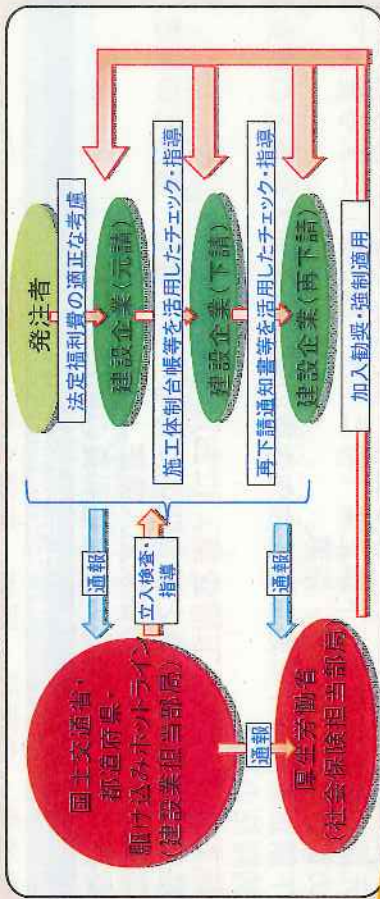 発注者
法定福利費の適正な考慮
建設企業(元請)
施工体制台帳等を活用したチェック・指導
建設企業(下請)
再下請通知書等を活用したチェック・指導
建設企業(再下請)
加入勧奨・強制適用
通報
立入検査・
指導
通報
国土交通省・
都道府県・
駆け込みホットライン
(建設業担当部局)
通報
厚生労働省
(社会保険担当部局)